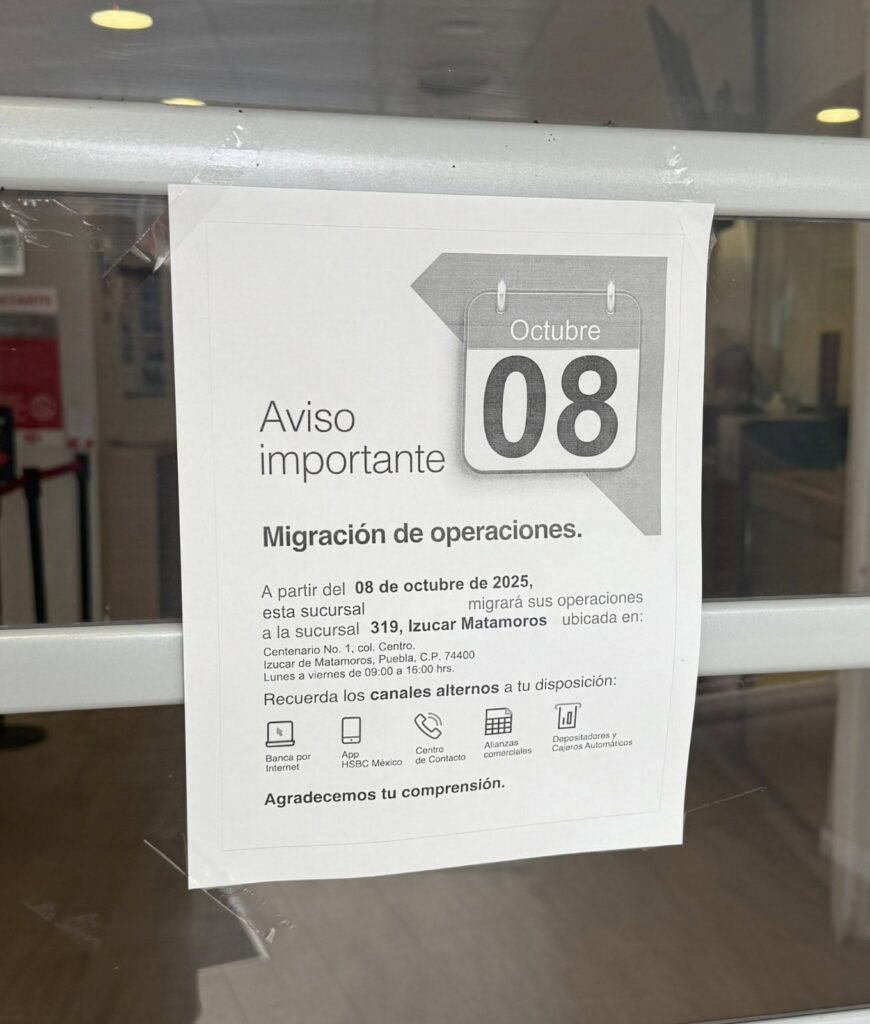 Octubre
08
Aviso
importante
Migración de operaciones.
A partir del 08 de octubre de 2025,
esta sucursal migrará sus operaciones
a la sucursal 319, Izucar Matamoros ubicada en:
Centenario No. 1, col. Centro.
Izucar de Matamoros, Puebla, C.P. 74400
Lunes a viernes de 09:00 a 16:00 hrs.
Recuerda los canales alternos a tu disposición:
Banca por
Internet
App
HSBC México
Centro
de Contacto
Alianzas
comerciales
Depositadores y
Cajeros Automáticos
Agradecemos tu comprensión.